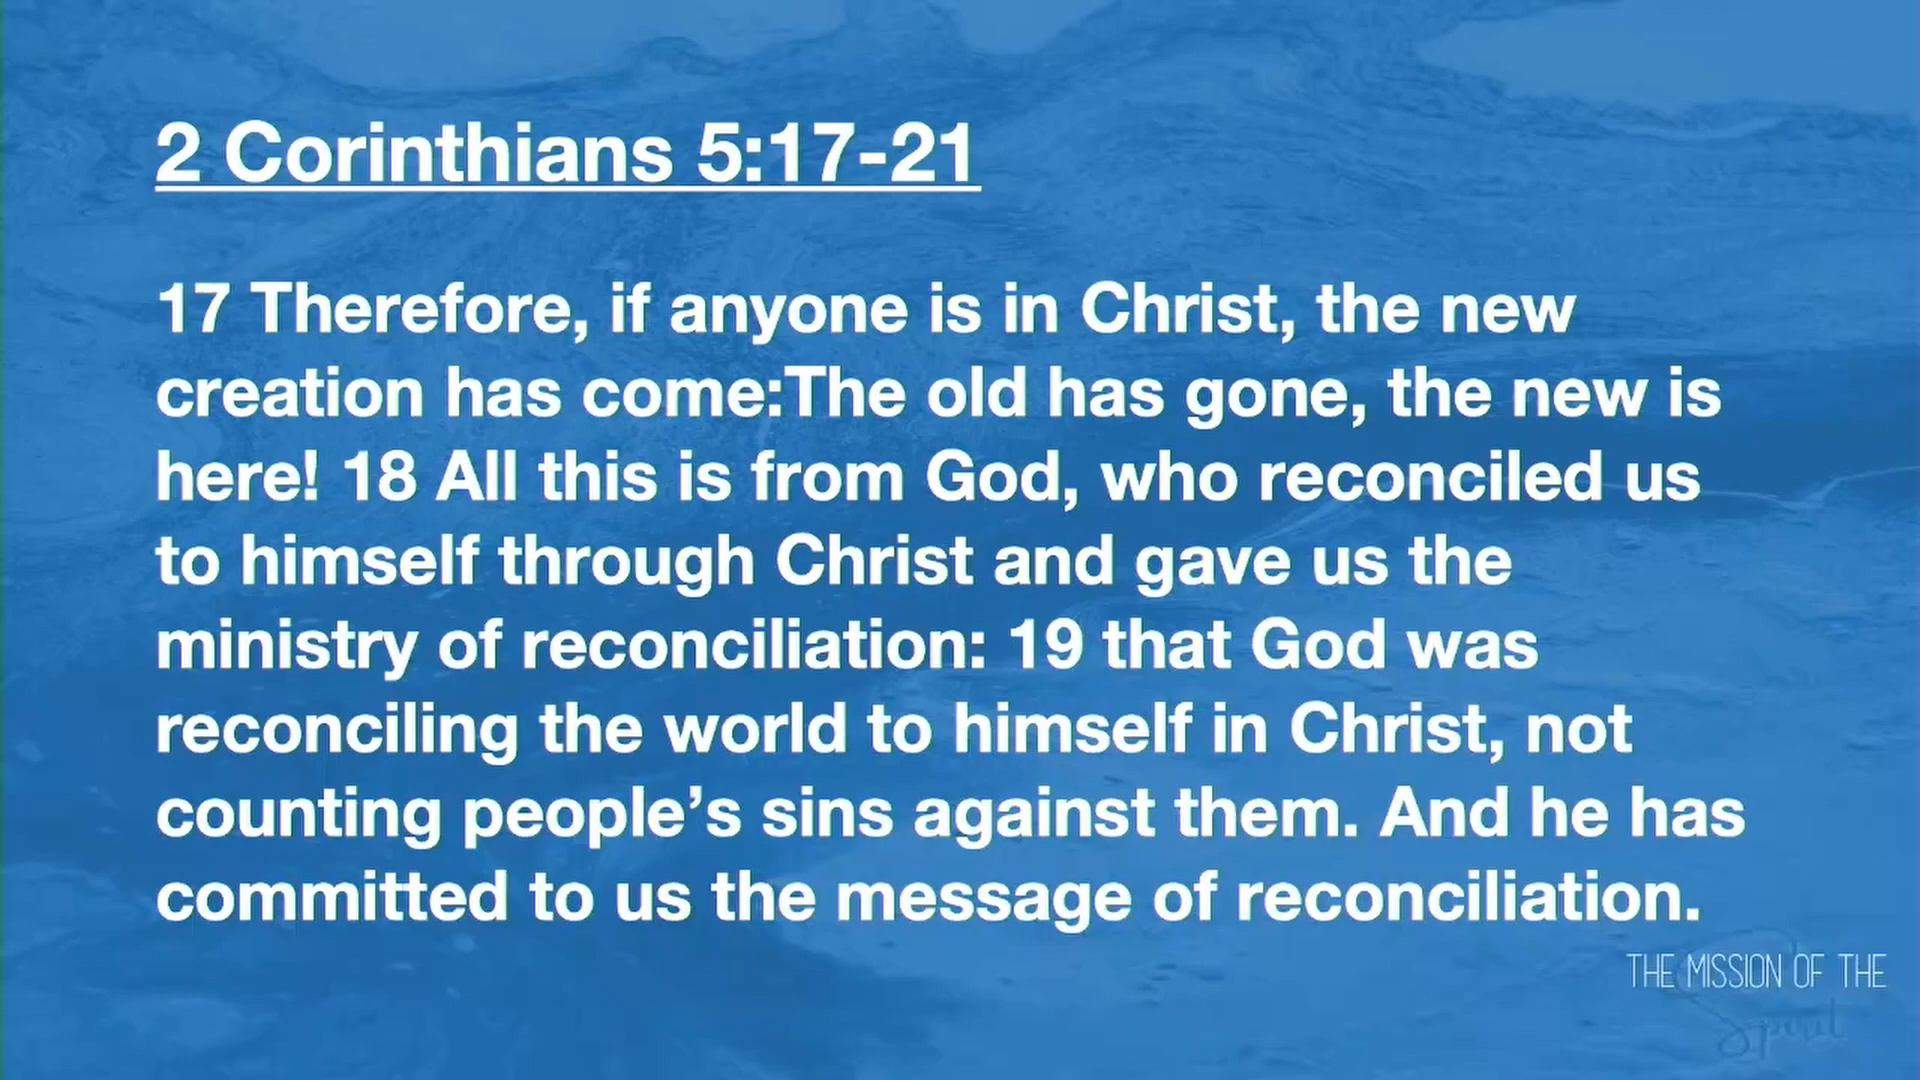 2 Corinthians 5:17-21
17 Therefore, if anyone is in Christ, the new
creation has come:The old has gone, the new is
here! 18 All this is from God, who reconciled us
to himself through Christ and gave us the
ministry of reconciliation: 19 that God was
reconciling the world to himself in Christ, not
counting people’s sins against them. And he has
committed to us the message of reconciliation.
THE MISSION OF THE
Spirit